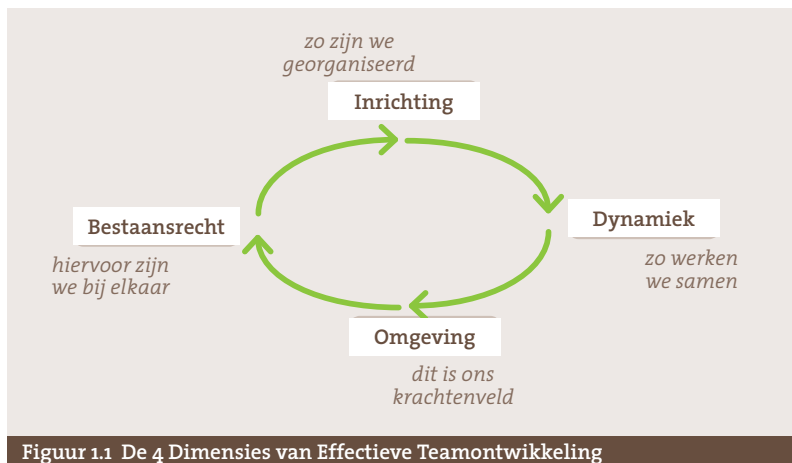 zo zijn we
georganiseerd
Inrichting
Bestaansrecht
hiervoor zijn
we bij elkaar
Dynamiek
zo werken
we samen
Omgeving
dit is ons
krachtenveld
Figuur 1.1 De 4 Dimensies van Effectieve Teamontwikkeling